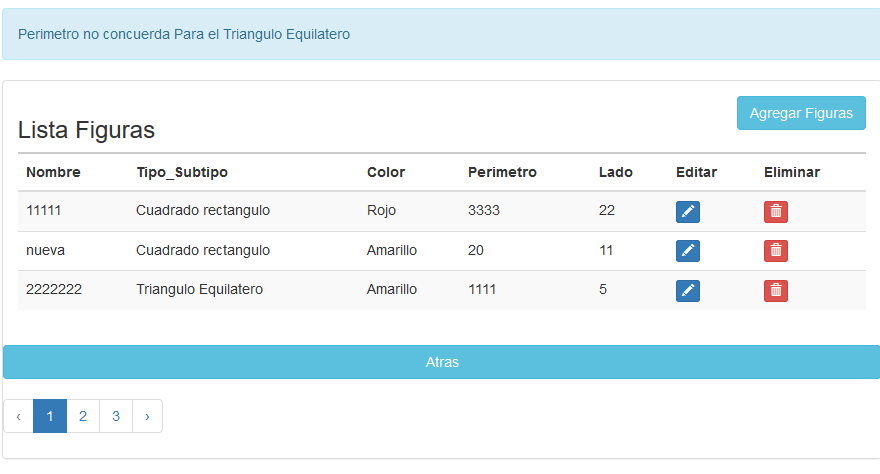 Perimetro no concuerda Para el Triangulo Equilatero
Agregar Figuras
Lista Figuras
Nombre Tipo_Subtipo Color Perimetro Lado Editar Eliminar
11111 Cuadrado rectangulo Rojo 3333 22
nueva Cuadrado rectangulo Amarillo 20 11
2222222 Triangulo Equilatero Amarillo 1111 5
Atras
‹ 1 2 3 ›